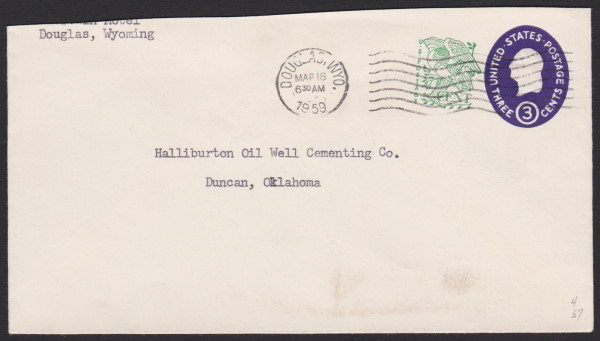 Hotel
Douglas, Wyoming
DOUGLAS, WYO.
MAR 18
6 30 AM
1959
UNITED·STATES·POSTAGE
THREE 3 CENTS
Halliburton Oil Well Cementing Co.
Duncan, Oklahoma
4
57